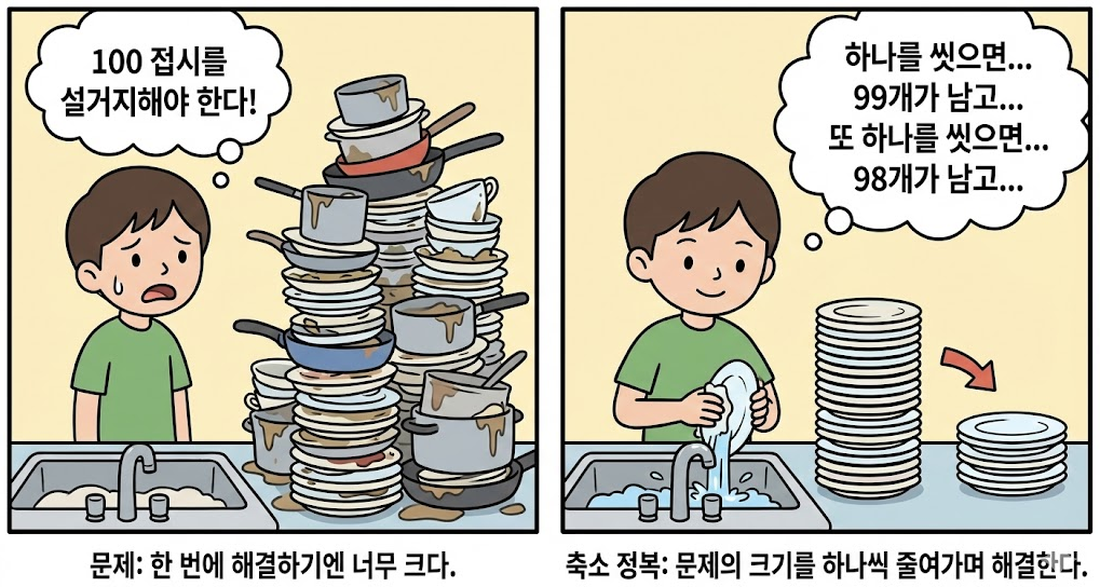 100 접시를
설거지해야 한다!
하나를 씻으면...
99개가 남고...
또 하나를 씻으면...
98개가 남고...
문제: 한 번에 해결하기엔 너무 크다.
축소 정복: 문제의 크기를 하나씩 줄여가며 해결한다.